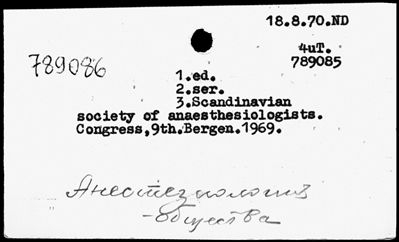 18.8.70.ND
4uT.
789086
789085
1.ed.
2.ser.
3.Scandinavian
society of anaesthesiologists.
Congress,9th.Bergen.1969.
Анестезиология
-общества